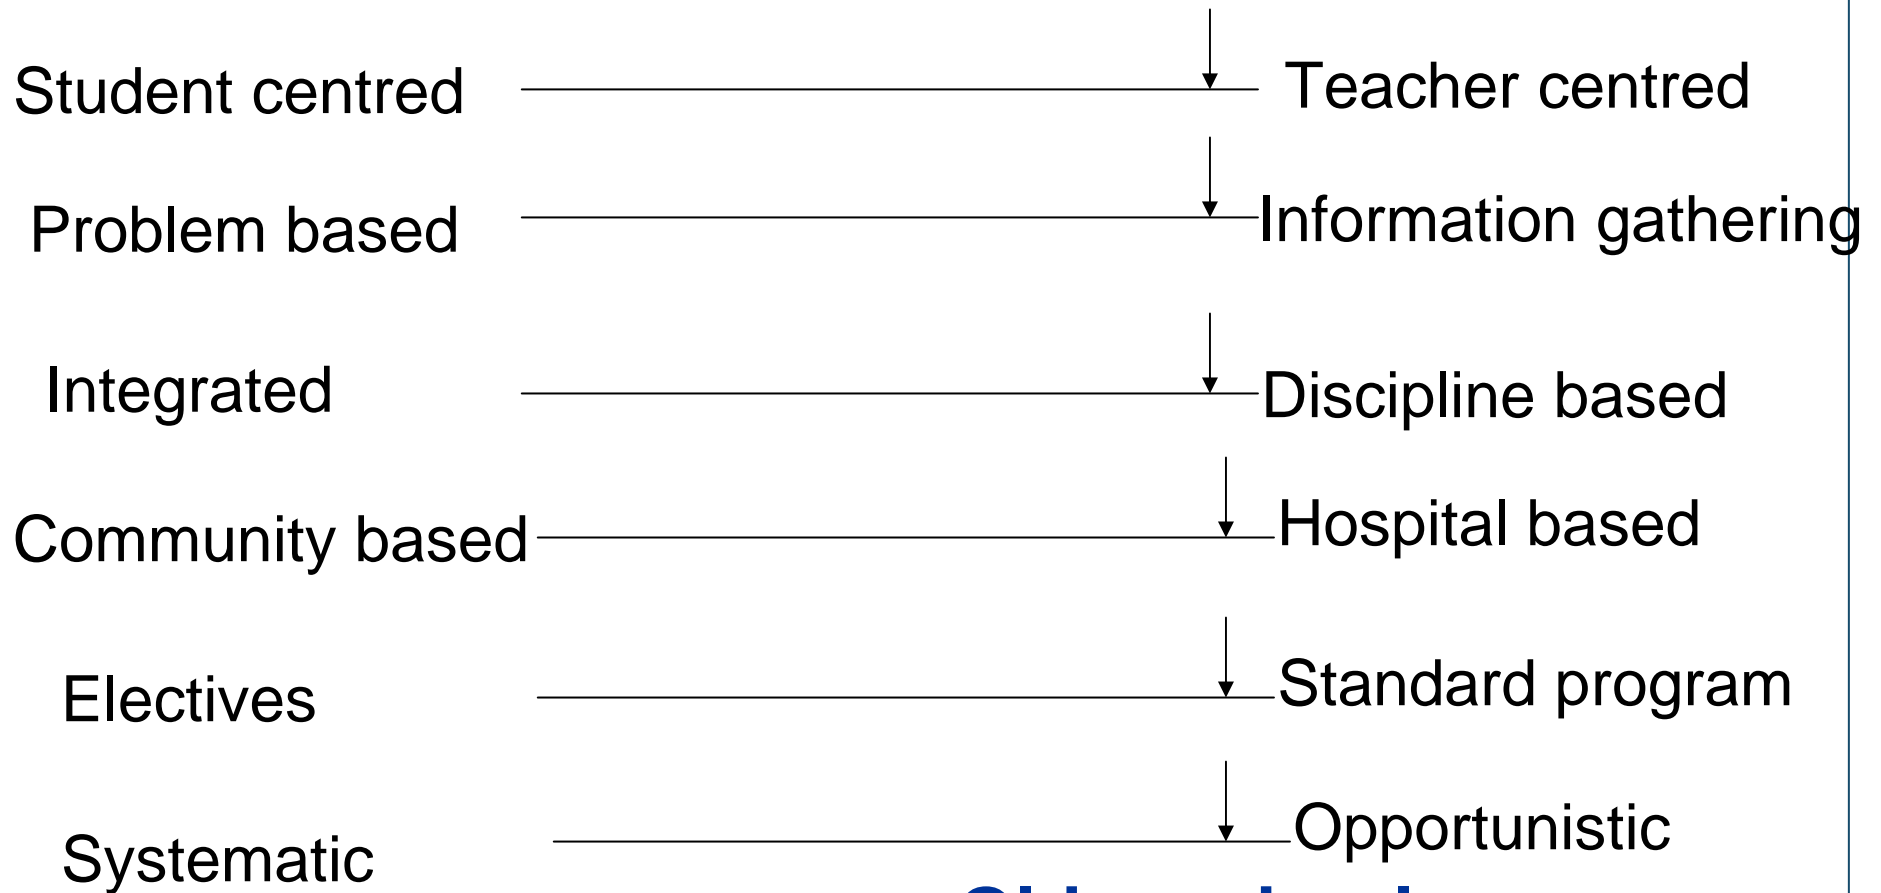 Student centred Teacher centred
Problem based Information gathering
Integrated Discipline based
Community based Hospital based
Electives Standard program
Systematic Opportunistic